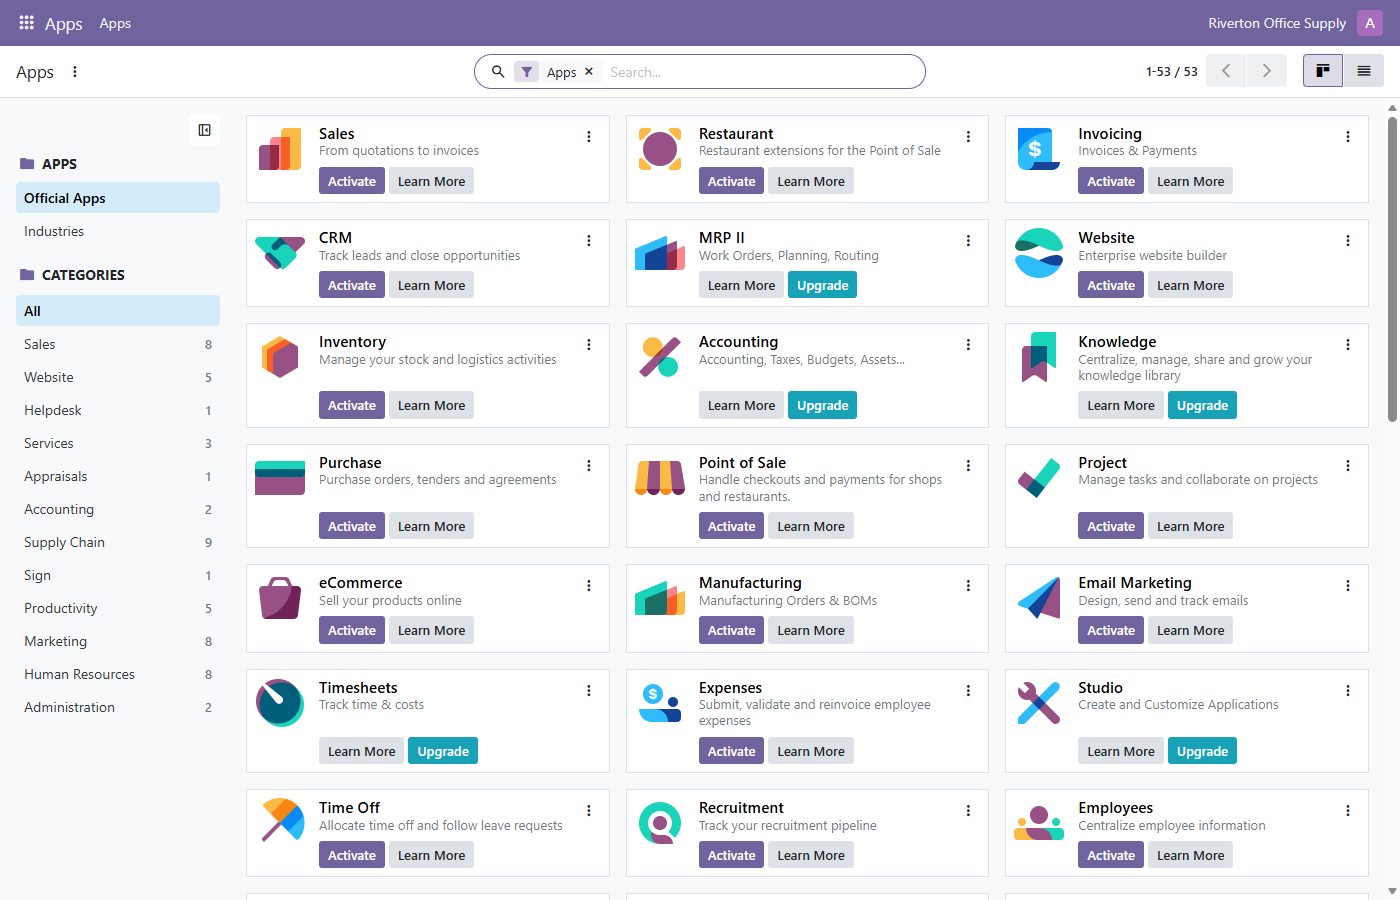 Apps Apps Riverton Office Supply A
Apps Apps × Search... 1-53 / 53
APPS
Official Apps
Industries
CATEGORIES
All
Sales 8
Website 5
Helpdesk 1
Services 3
Appraisals 1
Accounting 2
Supply Chain 9
Sign 1
Productivity 5
Marketing 8
Human Resources 8
Administration 2
Sales
From quotations to invoices
Activate Learn More
Restaurant
Restaurant extensions for the Point of Sale
Activate Learn More
$
Invoicing
Invoices & Payments
Activate Learn More
CRM
Track leads and close opportunities
Activate Learn More
MRP II
Work Orders, Planning, Routing
Learn More Upgrade
Website
Enterprise website builder
Activate Learn More
Inventory
Manage your stock and logistics activities
Activate Learn More
Accounting
Accounting, Taxes, Budgets, Assets...
Learn More Upgrade
Knowledge
Centralize, manage, share and grow your
knowledge library
Learn More Upgrade
Purchase
Purchase orders, tenders and agreements
Activate Learn More
Point of Sale
Handle checkouts and payments for shops
and restaurants.
Activate Learn More
Project
Manage tasks and collaborate on projects
Activate Learn More
eCommerce
Sell your products online
Activate Learn More
Manufacturing
Manufacturing Orders & BOMs
Activate Learn More
Email Marketing
Design, send and track emails
Activate Learn More
Timesheets
Track time & costs
Learn More Upgrade
$
Expenses
Submit, validate and reinvoice employee
expenses
Activate Learn More
Studio
Create and Customize Applications
Learn More Upgrade
Time Off
Allocate time off and follow leave requests
Activate Learn More
Recruitment
Track your recruitment pipeline
Activate Learn More
Employees
Centralize employee information
Activate Learn More